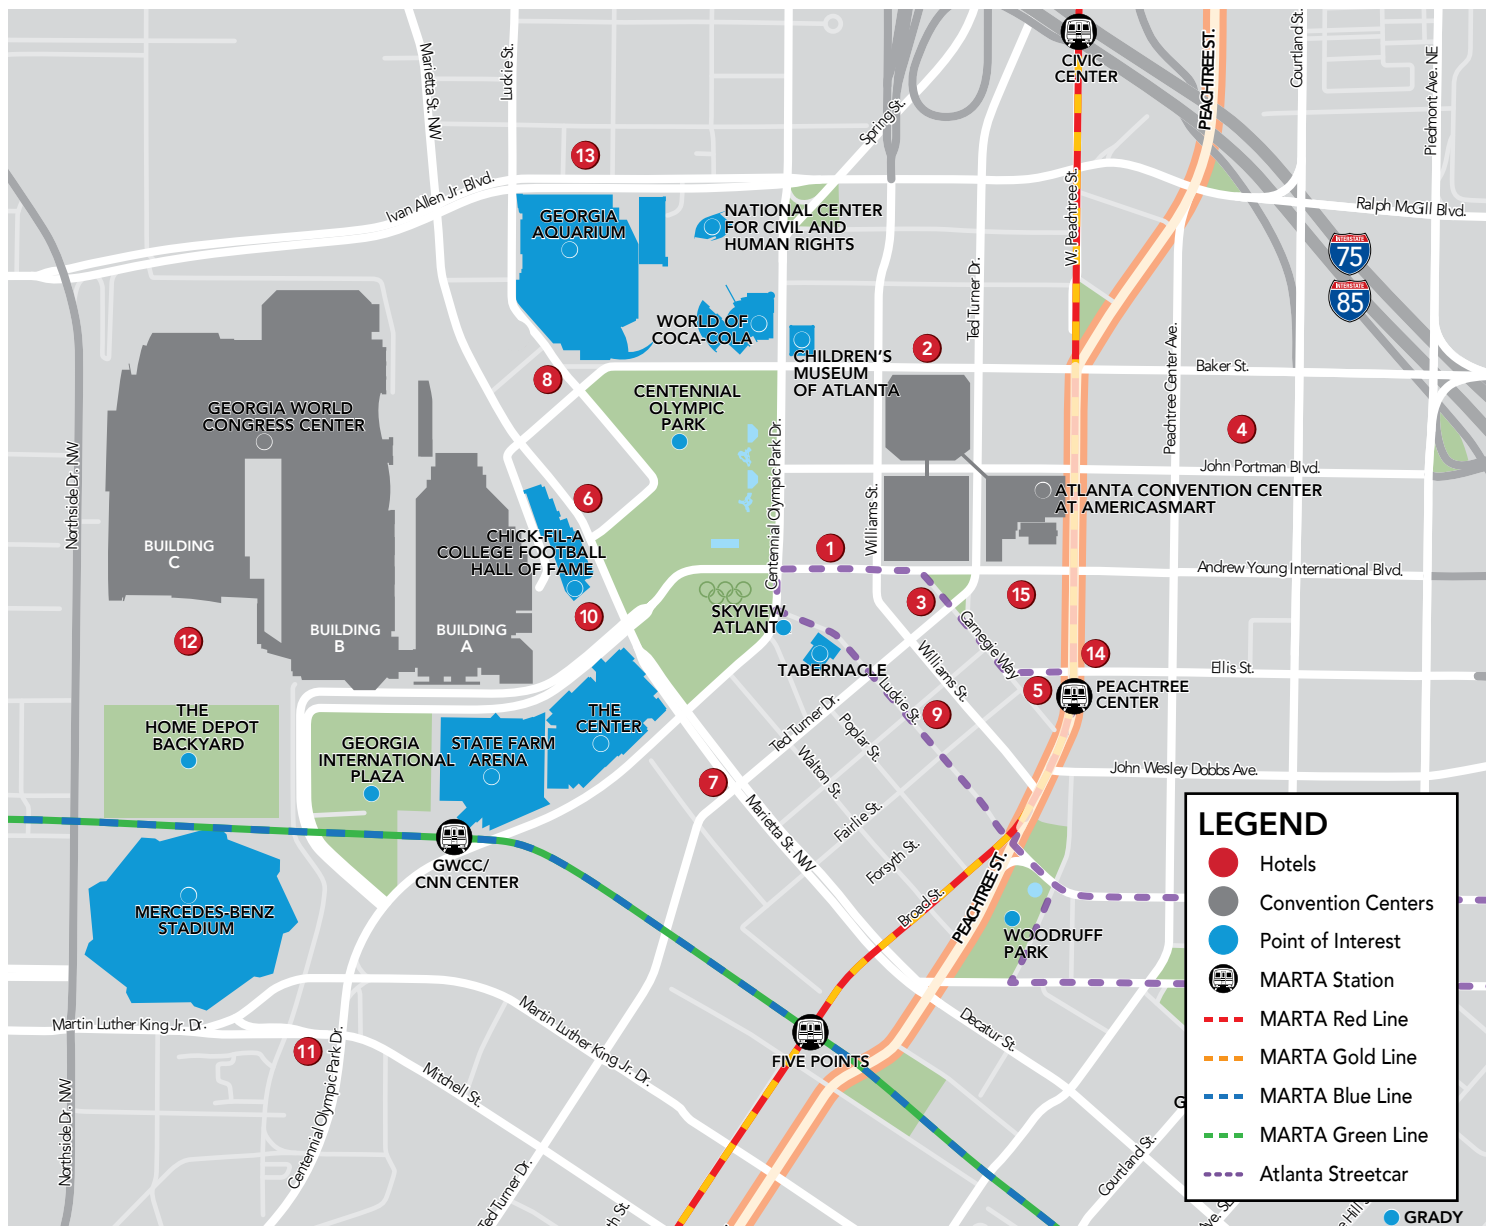 Marietta St. NW
Luckie St.
Spring St.
CIVIC
CENTER
PEACHTREE ST.
Courtland St.
Piedmont Ave. NE
13
Ivan Allen Jr. Blvd.
GEORGIA
AQUARIUM
NATIONAL CENTER
FOR CIVIL AND
HUMAN RIGHTS
W. Peachtree St.
Ralph McGill Blvd.
INTERSTATE
75
INTERSTATE
85
Ted Turner Dr.
WORLD OF
COCA-COLA
CHILDREN'S
MUSEUM
OF ATLANTA
2
Peachtree Center Ave.
Baker St.
8
CENTENNIAL
OLYMPIC
PARK
GEORGIA WORLD
CONGRESS CENTER
4
Centennial Olympic Park Dr.
John Portman Blvd.
Northside Dr. NW
6
Williams St.
ATLANTA CONVENTION CENTER
AT AMERICASMART
CHICK-FIL-A
COLLEGE FOOTBALL
HALL OF FAME
BUILDING
C
1
Andrew Young International Blvd.
10
SKYVIEW
ATLANT
3
15
12
BUILDING
B
BUILDING
A
TABERNACLE
Carnegie Way
Williams St.
14
Ellis St.
5
PEACHTREE
CENTER
Luckie St.
9
THE
HOME DEPOT
BACKYARD
GEORGIA
INTERNATIONAL
PLAZA
STATE FARM
ARENA
THE
CENTER
Ted Turner Dr.
Poplar St.
Walton St.
7
John Wesley Dobbs Ave.
Marietta St. NW
Fairlie St.
Forsyth St.
GWCC/
CNN CENTER
Broad St.
PEACHTREE ST.
MERCEDES-BENZ
STADIUM
WOODRUFF
PARK
Martin Luther King Jr. Dr.
Martin Luther King Jr. Dr.
Decatur St.
11
FIVE POINTS
Centennial Olympic Park Dr.
Mitchell St.
Northside Dr. NW
Ted Turner Dr.
th St.
Courtland St.
G
LEGEND
Hotels
Convention Centers
Point of Interest
MARTA Station
MARTA Red Line
MARTA Gold Line
MARTA Blue Line
MARTA Green Line
Atlanta Streetcar
GRADY